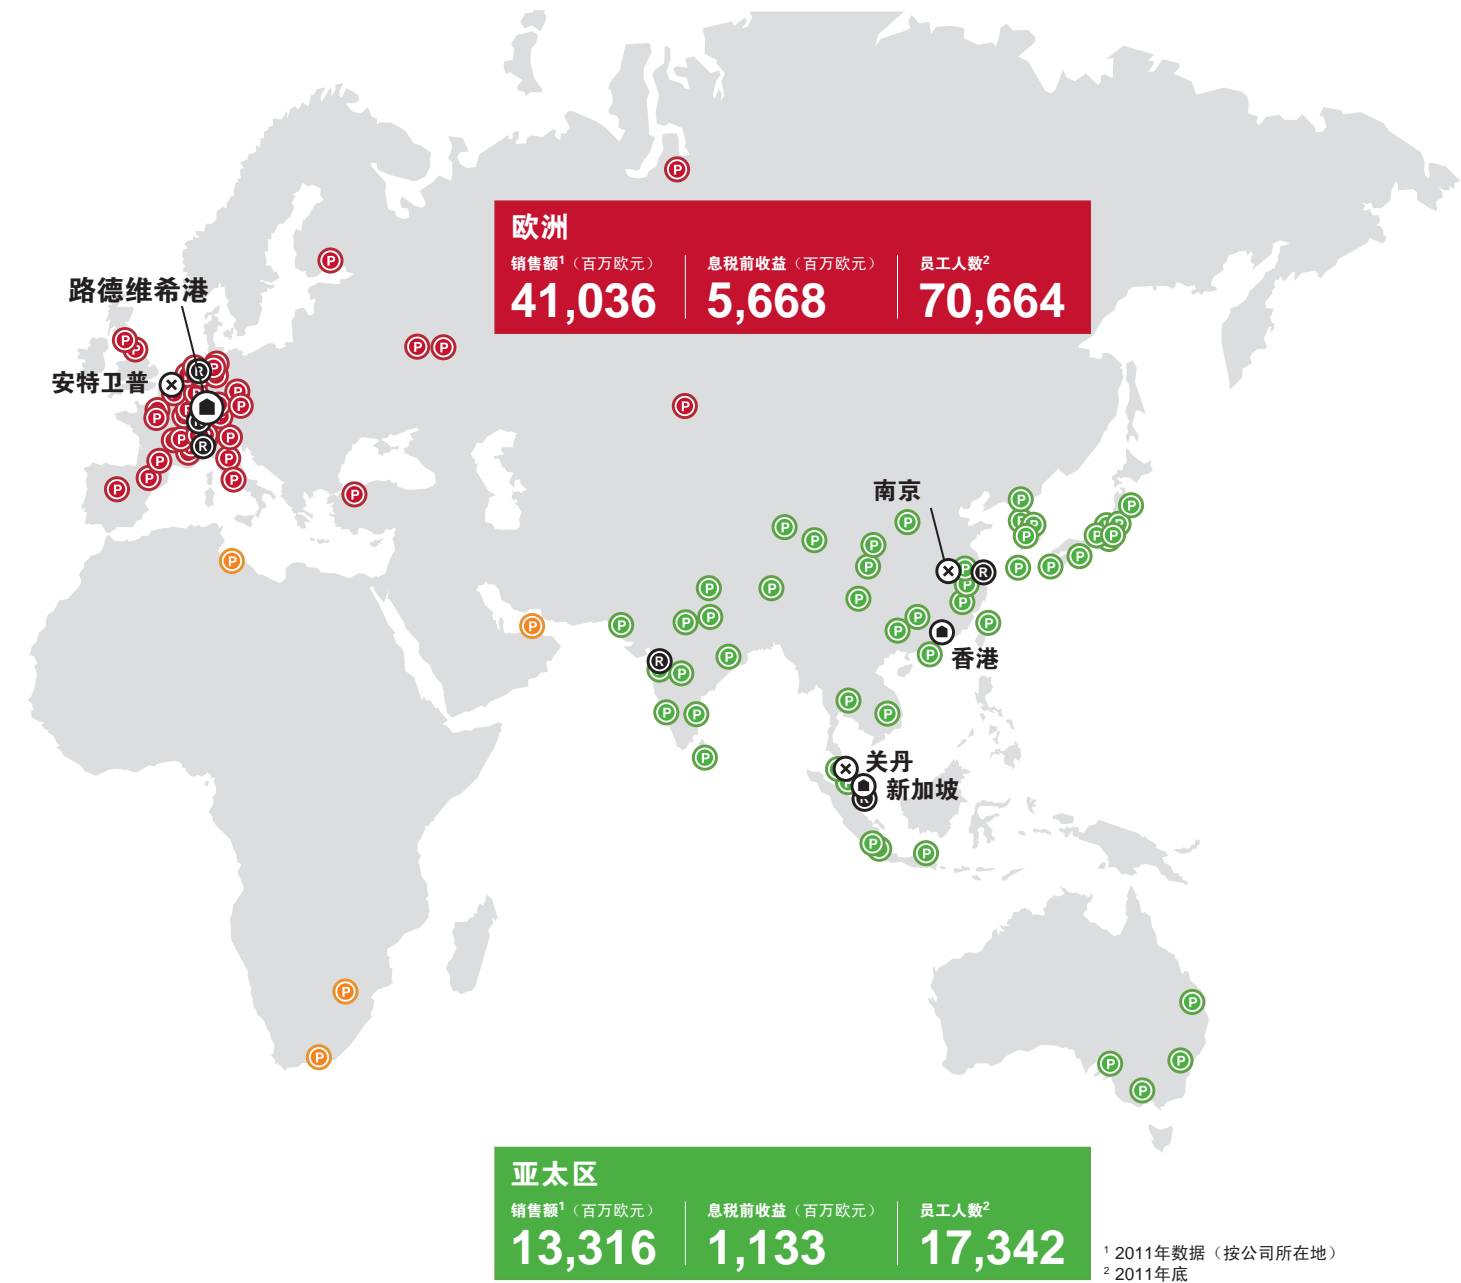 欧洲
销售额1（百万欧元）
息税前收益（百万欧元）
员工人数2
41,036
5,668
70,664
路德维希港
安特卫普
南京
香港
关丹
新加坡
亚太区
销售额1（百万欧元）
息税前收益（百万欧元）
员工人数2
13,316
1,133
17,342
1 2011年数据（按公司所在地）
2 2011年底